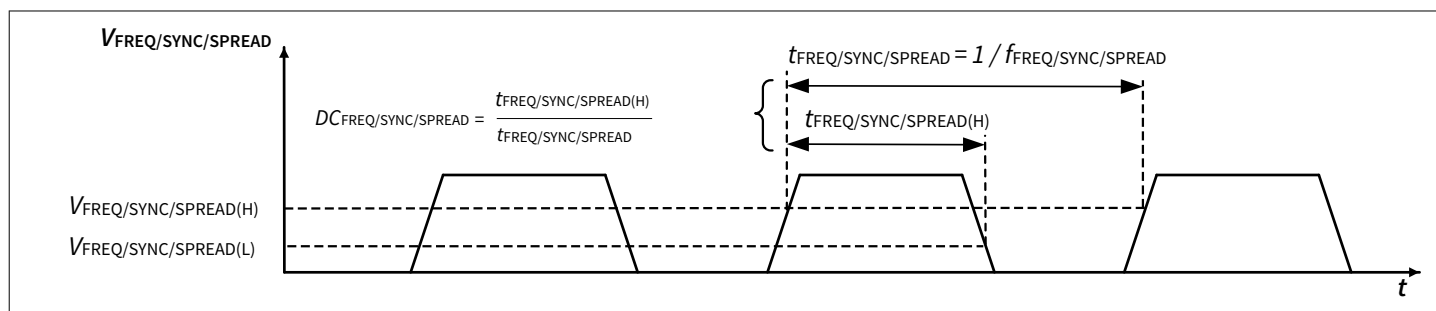 VFREQ/SYNC/SPREAD
tFREQ/SYNC/SPREAD = 1 / fFREQ/SYNC/SPREAD
DCFREQ/SYNC/SPREAD = tFREQ/SYNC/SPREAD(H)
tFREQ/SYNC/SPREAD
tFREQ/SYNC/SPREAD(H)
VFREQ/SYNC/SPREAD(H)
VFREQ/SYNC/SPREAD(L)
t